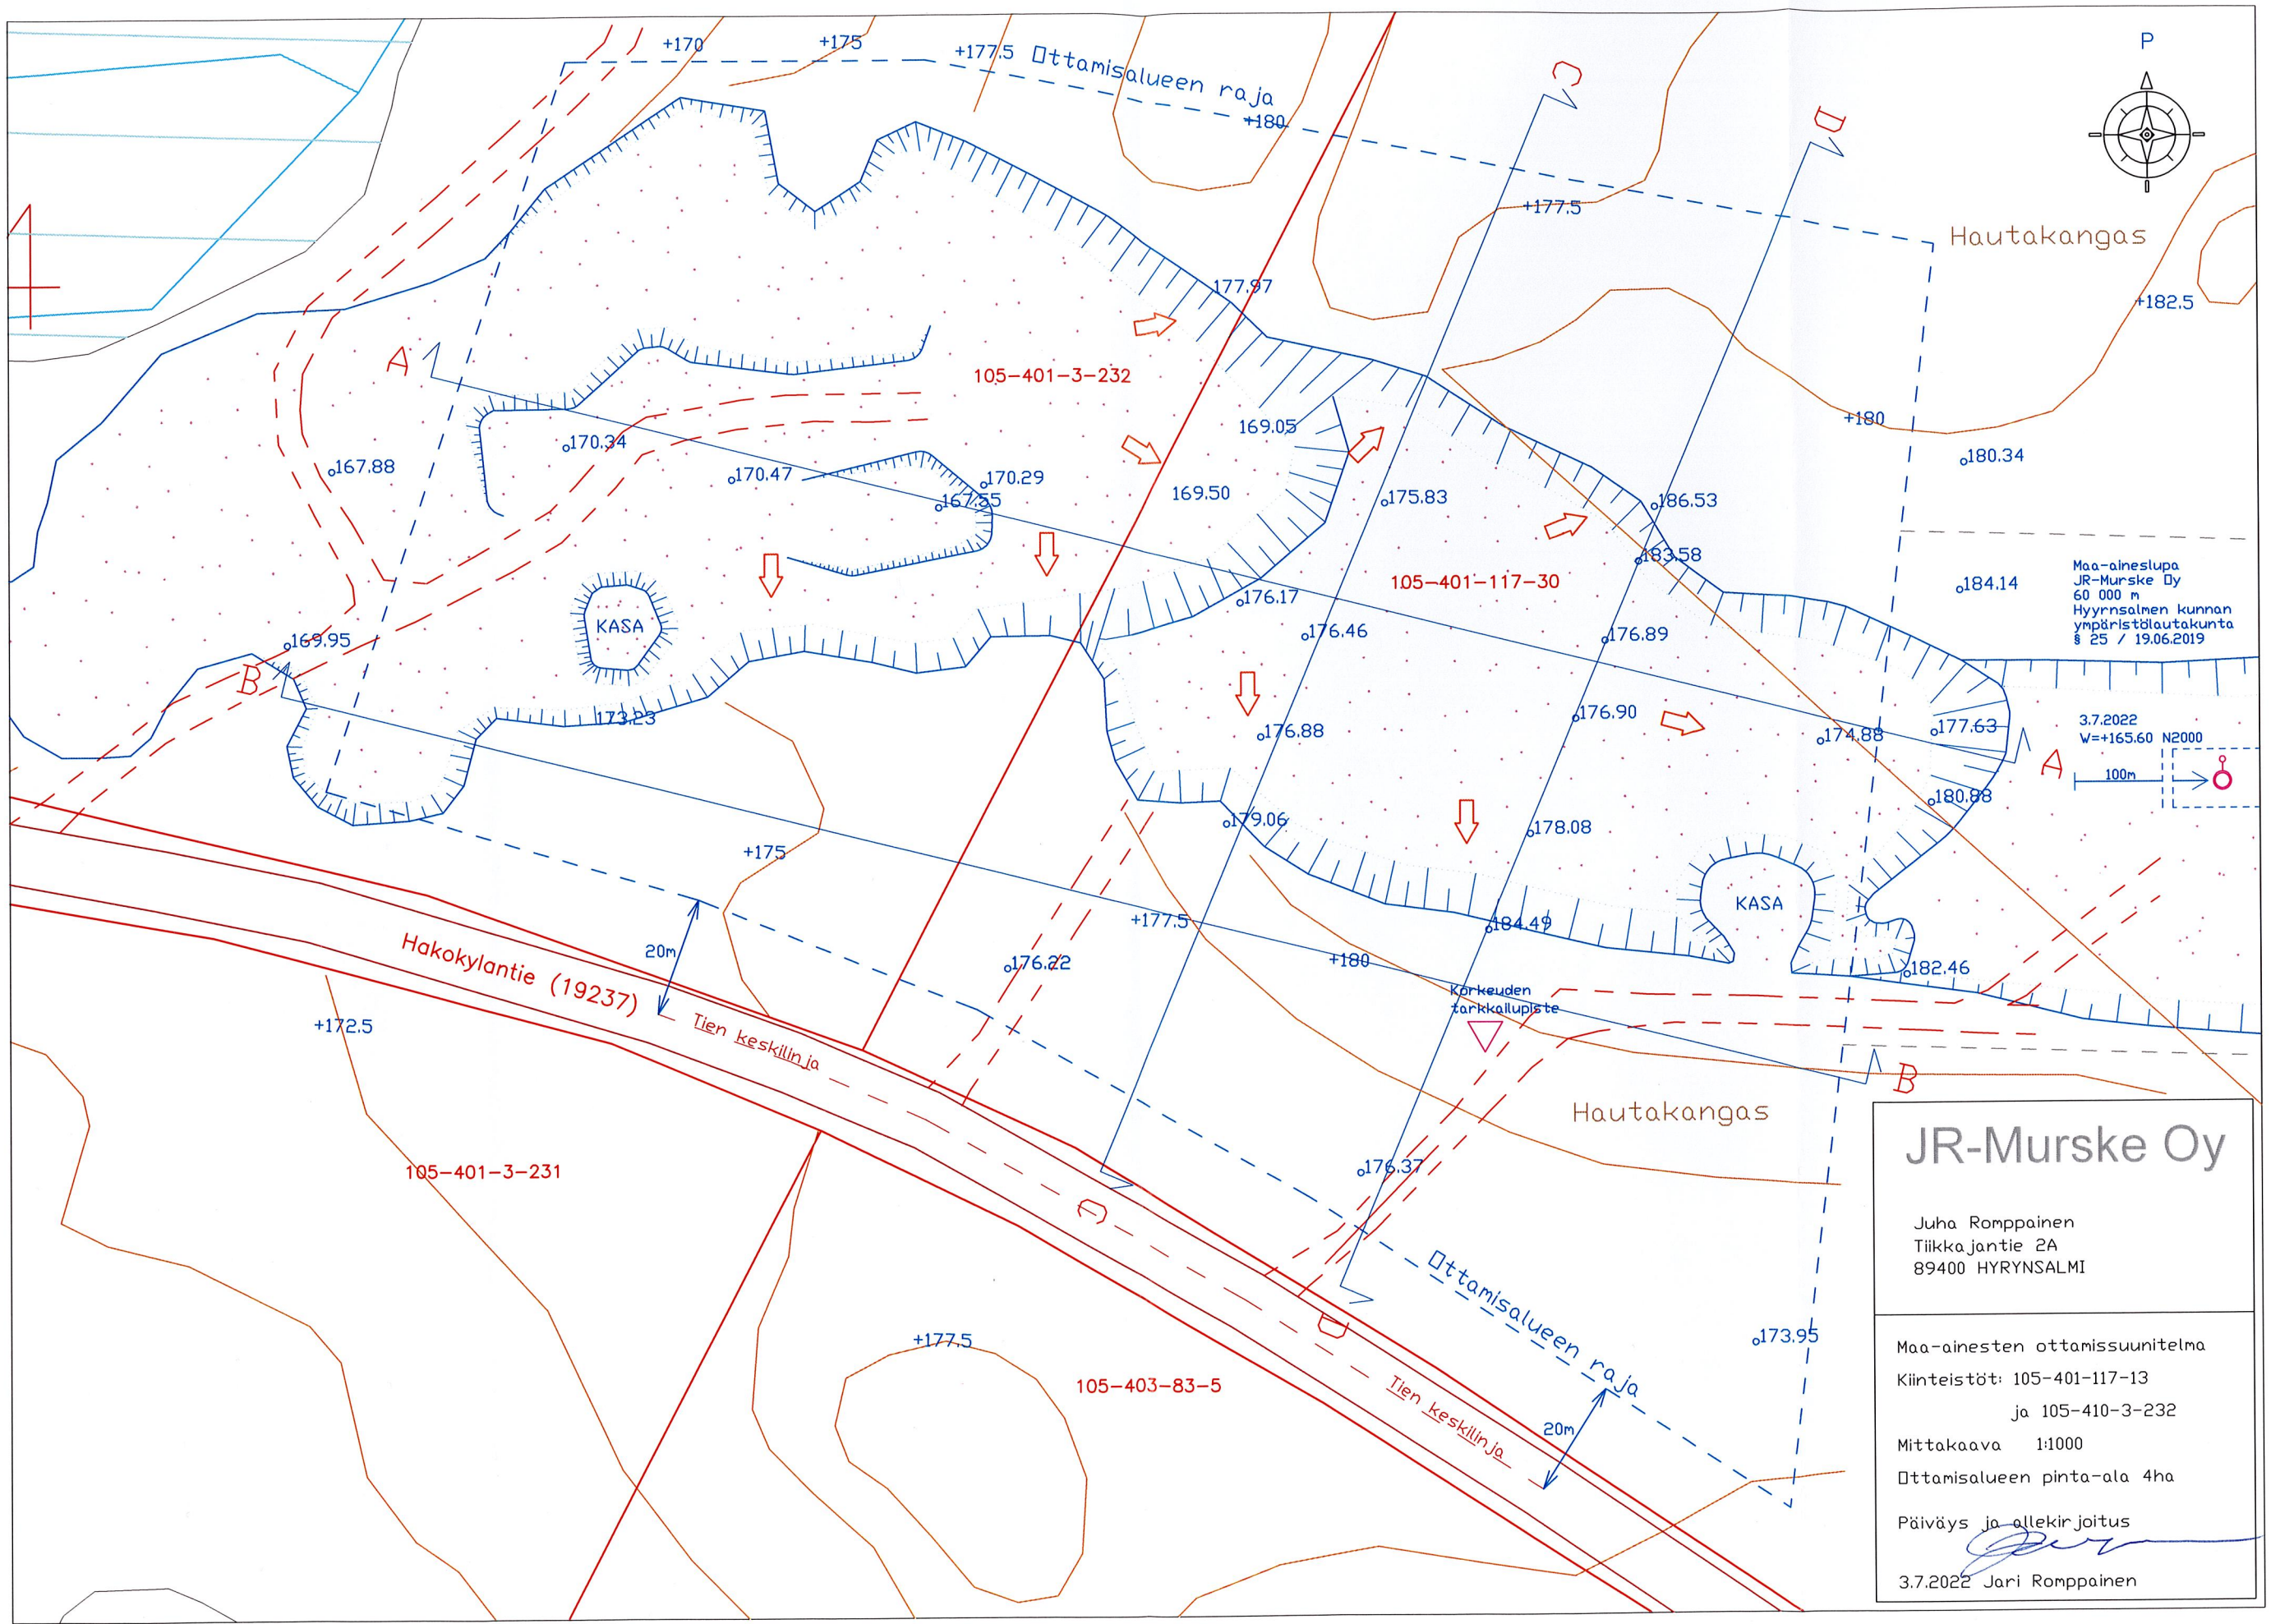 +170
+175
+177.5
Ottamisalueen raja
+180
C
D
P
+177.5
Hautakangas
177.97
+182.5
4
A
105-401-3-232
+180
169.05
170.34
167.88
170.47
170.29
167.55
169.50
175.83
186.53
180.34
183.58
105-401-117-30
184.14
Maa-aineslupa
JR-Murske Oy
60 000 m
Hyyrnsalmen kunnan
ympäristölautakunta
§ 25 / 19.06.2019
176.17
KASA
169.95
176.46
176.89
B
173.23
176.90
176.88
174.88
177.63
3.7.2022
W=+165.60 N2000
A
100m
180.88
179.06
178.08
+175
KASA
+177.5
184.49
20m
Hakokylantie (19237)
176.22
+180
182.46
Korkeuden
tarkkailupiste
+172.5
Tien keskilinja
B
Hautakangas
105-401-3-231
176.37
C
Ottamisalueen raja
D
+177.5
173.95
105-403-83-5
Tien keskilinja
20m
JR-Murske Oy
Juha Romppainen
Tiikkajantie 2A
89400 HYRYNSALMI
Maa-ainesten ottamissuunitelma
Kiinteistöt: 105-401-117-13
ja 105-410-3-232
Mittakaava 1:1000
Ottamisalueen pinta-ala 4ha
Päiväys ja allekirjoitus
3.7.2022 Jari Romppainen